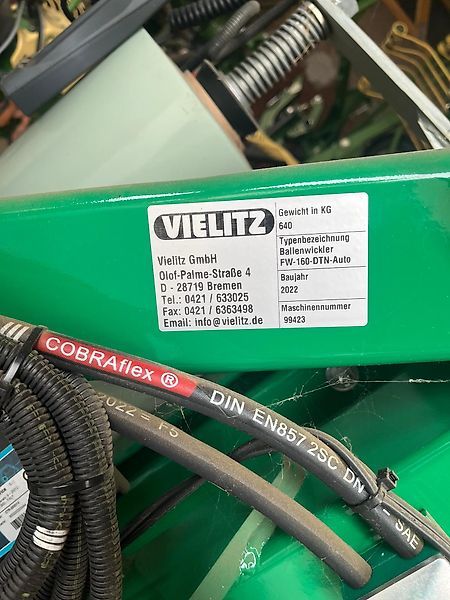 VIELITZ
Vielitz GmbH
Olof-Palme-Straße 4
D - 28719 Bremen
Tel.: 0421 / 633025
Fax: 0421 / 6363498
Email: info@vielitz.de
Gewicht in KG
640
Typenbezeichnung
Ballenwickler
FW-160-DTN-Auto
Baujahr
2022
Maschinennummer
99423
COBRAflex ® DIN EN857 2SC DN - SAE
2022 - FS